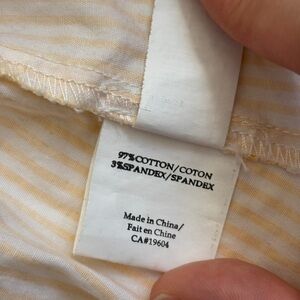 97%COTTON/COTON
3%SPANDEX/SPANDEX
Made in China/
Fait en Chine
CA#19604